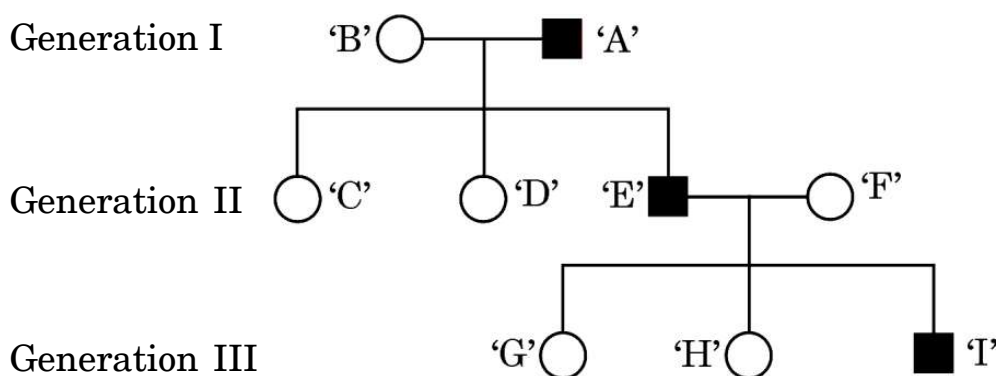 Generation I ‘B’ ‘A’
Generation II ‘C’ ‘D’ ‘E’ ‘F’
Generation III ‘G’ ‘H’ ‘I’